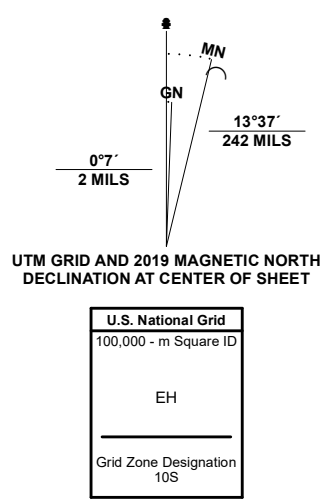 MN
GN
13°37´
242 MILS
0°7´
2 MILS
UTM GRID AND 2019 MAGNETIC NORTH
DECLINATION AT CENTER OF SHEET
U.S. National Grid
100,000 - m Square ID
EH
Grid Zone Designation
10S